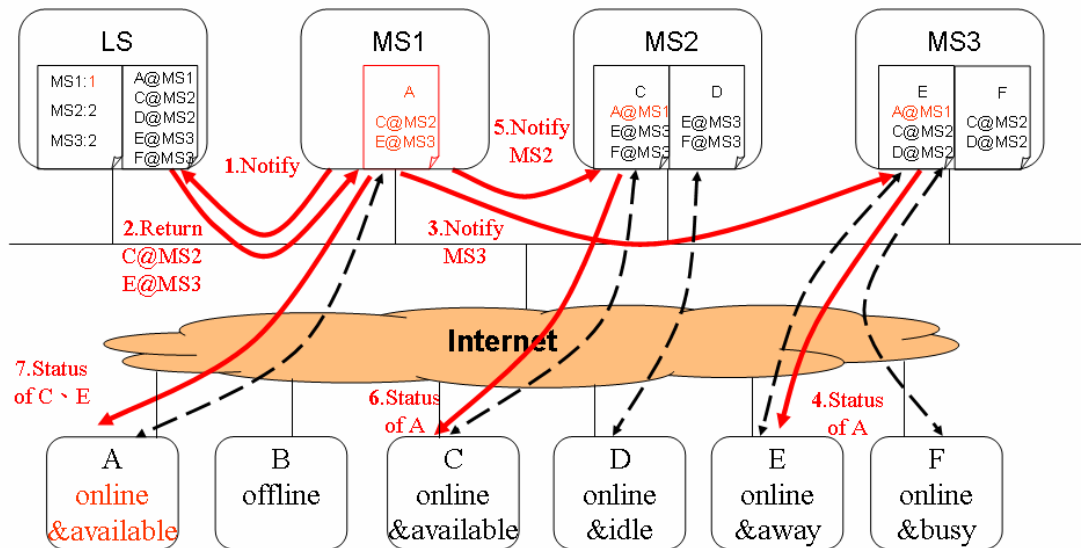 LS
MS1
MS2
MS3
MS1:1
MS2:2
MS3:2
A@MS1
C@MS2
D@MS2
E@MS3
F@MS3
A
C@MS2
E@MS3
C
A@MS1
E@MS3
F@MS3
D
E@MS3
F@MS3
E
A@MS1
C@MS2
D@MS2
F
C@MS2
D@MS2
1.Notify
5.Notify
MS2
2.Return
C@MS2
E@MS3
3.Notify
MS3
Internet
7.Status
of C、E
6.Status
of A
4.Status
of A
A
online
&available
B
offline
C
online
&available
D
online
&idle
E
online
&away
F
online
&busy